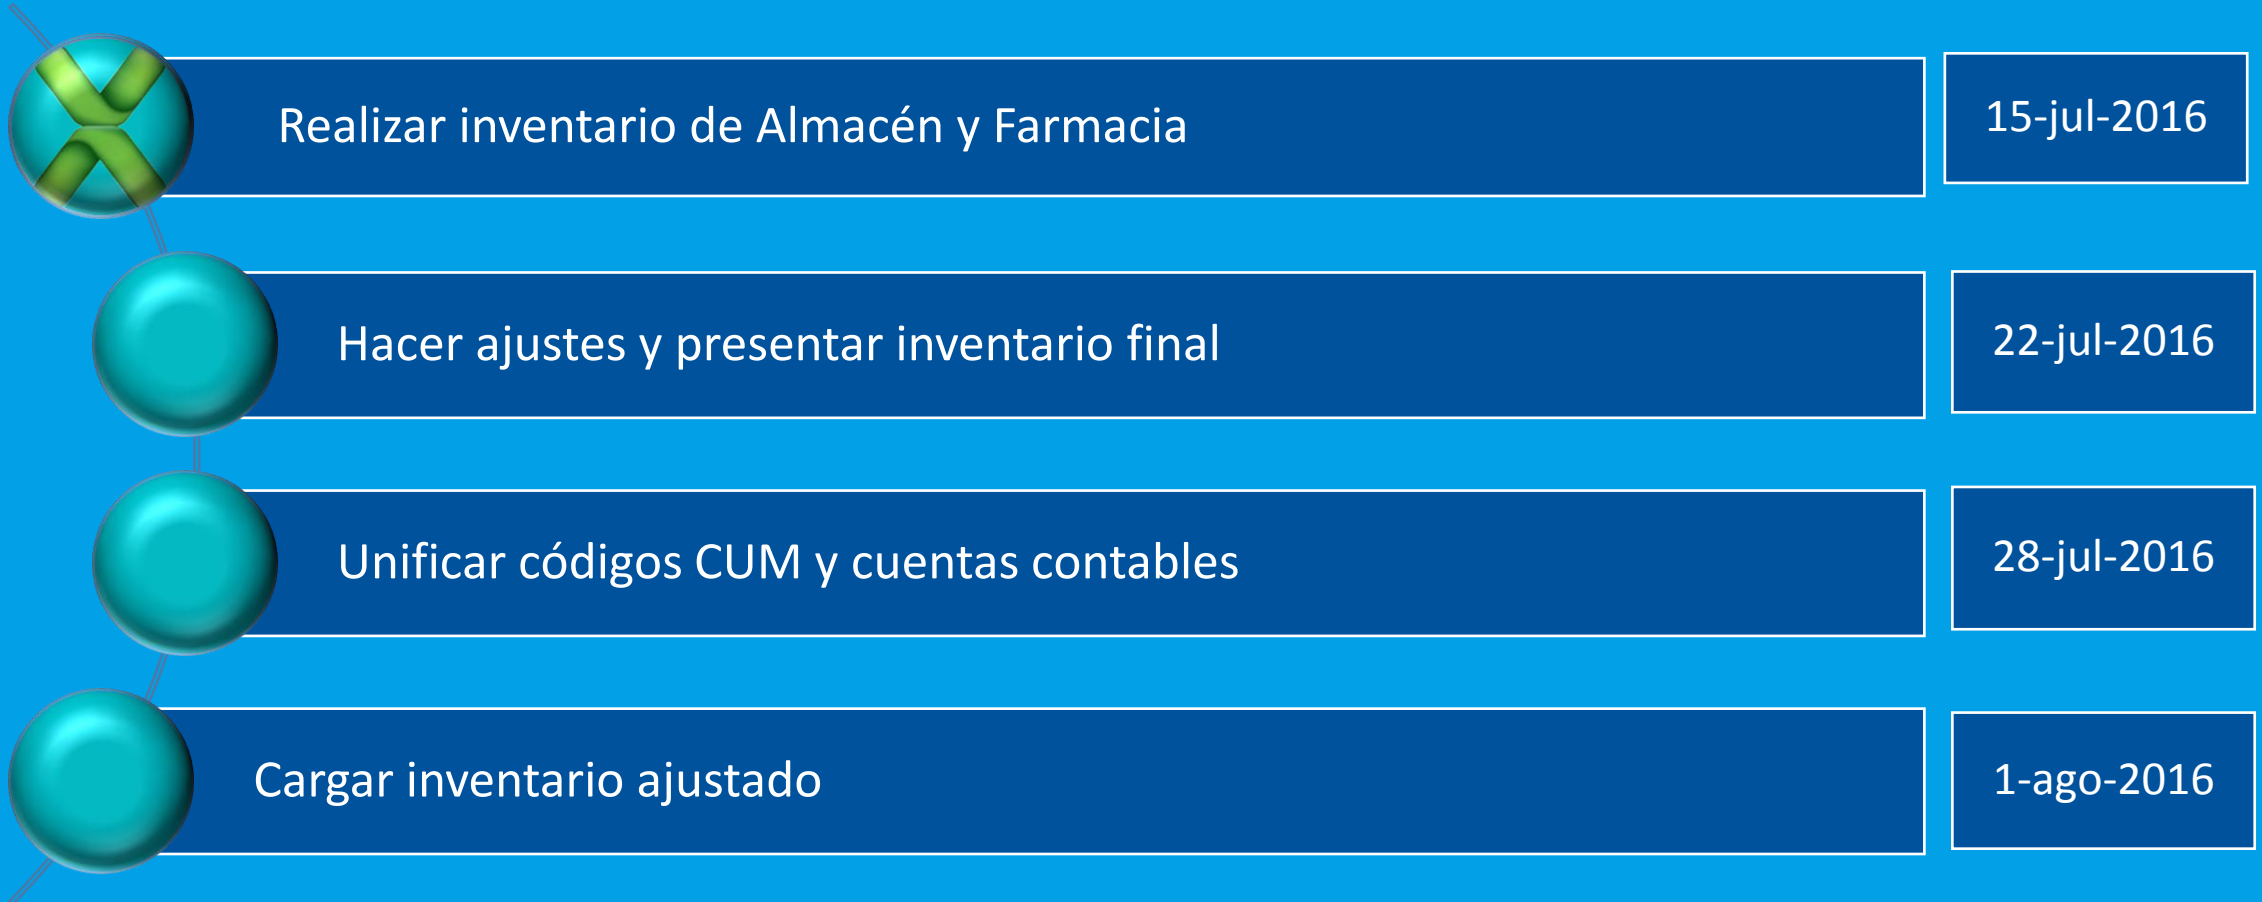 Realizar inventario de Almacén y Farmacia
15-jul-2016
Hacer ajustes y presentar inventario final
22-jul-2016
Unificar códigos CUM y cuentas contables
28-jul-2016
Cargar inventario ajustado
1-ago-2016